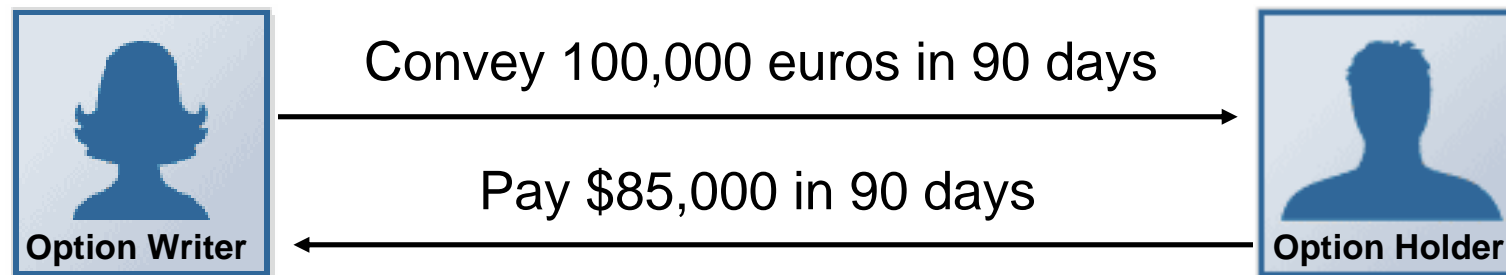 Convey 100,000 euros in 90 days
Pay $85,000 in 90 days
Option Writer
Option Holder